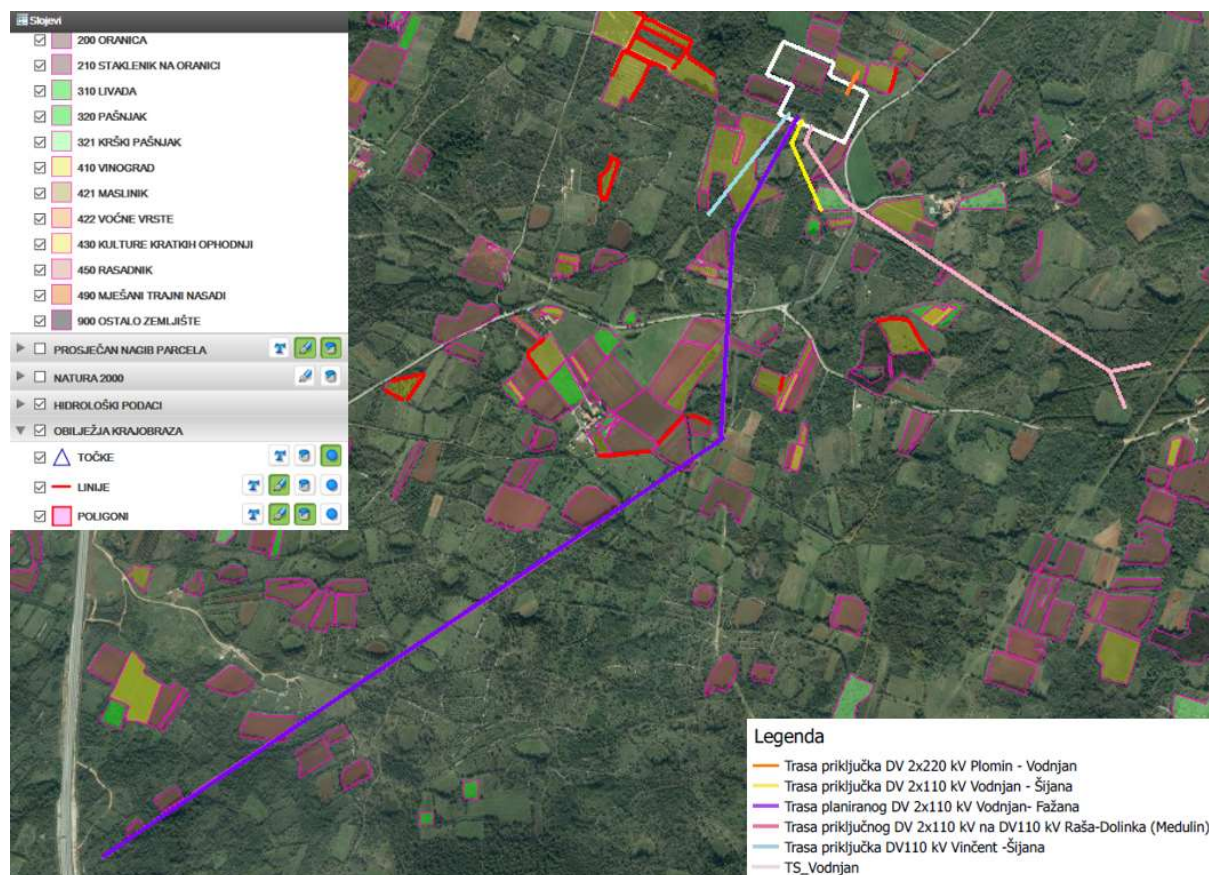 Slojevi
200 ORANICA
210 STAKLENIK NA ORANICI
310 LIVADA
320 PAŠNJAK
321 KRŠKI PAŠNJAK
410 VINOGRAD
421 MASLINIK
422 VOĆNE VRSTE
430 KULTURE KRATKIH OPHODNJI
450 RASADNIK
490 MJEŠANI TRAJNI NASADI
900 OSTALO ZEMLJIŠTE
PROSJEČAN NAGIB PARCELA
NATURA 2000
HIDROLOŠKI PODACI
OBILJEŽJA KRAJOBRAZA
TOČKE
LINIJE
POLIGONI
Legenda
Trasa priključka DV 2x220 kV Plomin - Vodnjan
Trasa priključka DV 2x110 kV Vodnjan - Šijana
Trasa planiranog DV 2x110 kV Vodnjan- Fažana
Trasa priključnog DV 2x110 kV na DV110 kV Raša-Dolinka (Medulin)
Trasa priključka DV110 kV Vinčent -Šijana
TS_Vodnjan